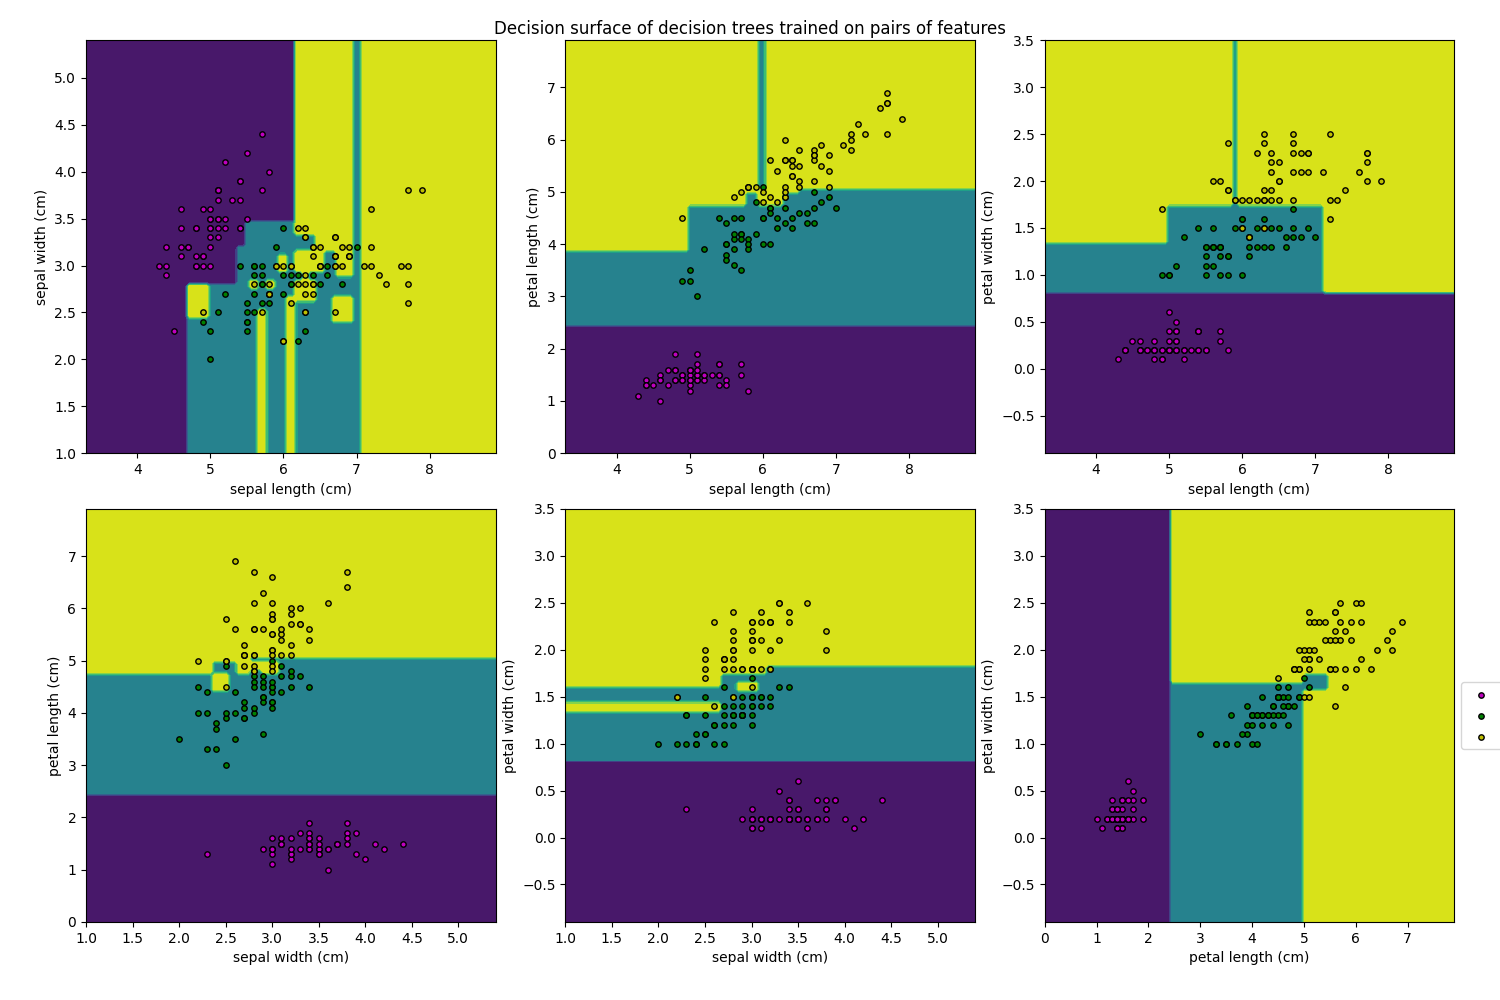 Decision surface of decision trees trained on pairs of features
5.0
4.5
4.0
3.5
3.0
2.5
2.0
1.5
1.0
sepal width (cm)
4 5 6 7 8
sepal length (cm)
7
6
5
4
3
2
1
0
petal length (cm)
4 5 6 7 8
sepal length (cm)
3.5
3.0
2.5
2.0
1.5
1.0
0.5
0.0
−0.5
petal width (cm)
4 5 6 7 8
sepal length (cm)
7
6
5
4
3
2
1
0
petal length (cm)
1.0 1.5 2.0 2.5 3.0 3.5 4.0 4.5 5.0
sepal width (cm)
3.5
3.0
2.5
2.0
1.5
1.0
0.5
0.0
−0.5
petal width (cm)
1.0 1.5 2.0 2.5 3.0 3.5 4.0 4.5 5.0
sepal width (cm)
3.5
3.0
2.5
2.0
1.5
1.0
0.5
0.0
−0.5
petal width (cm)
0 1 2 3 4 5 6 7
petal length (cm)